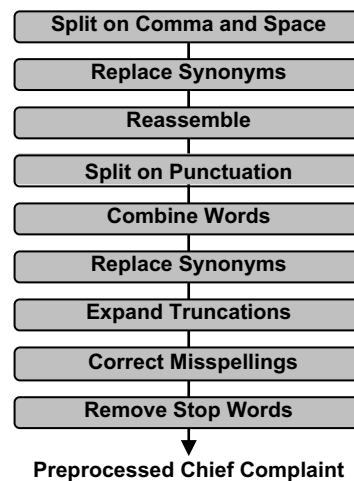 Split on Comma and Space
Replace Synonyms
Reassemble
Split on Punctuation
Combine Words
Replace Synonyms
Expand Truncations
Correct Misspellings
Remove Stop Words
Preprocessed Chief Complaint